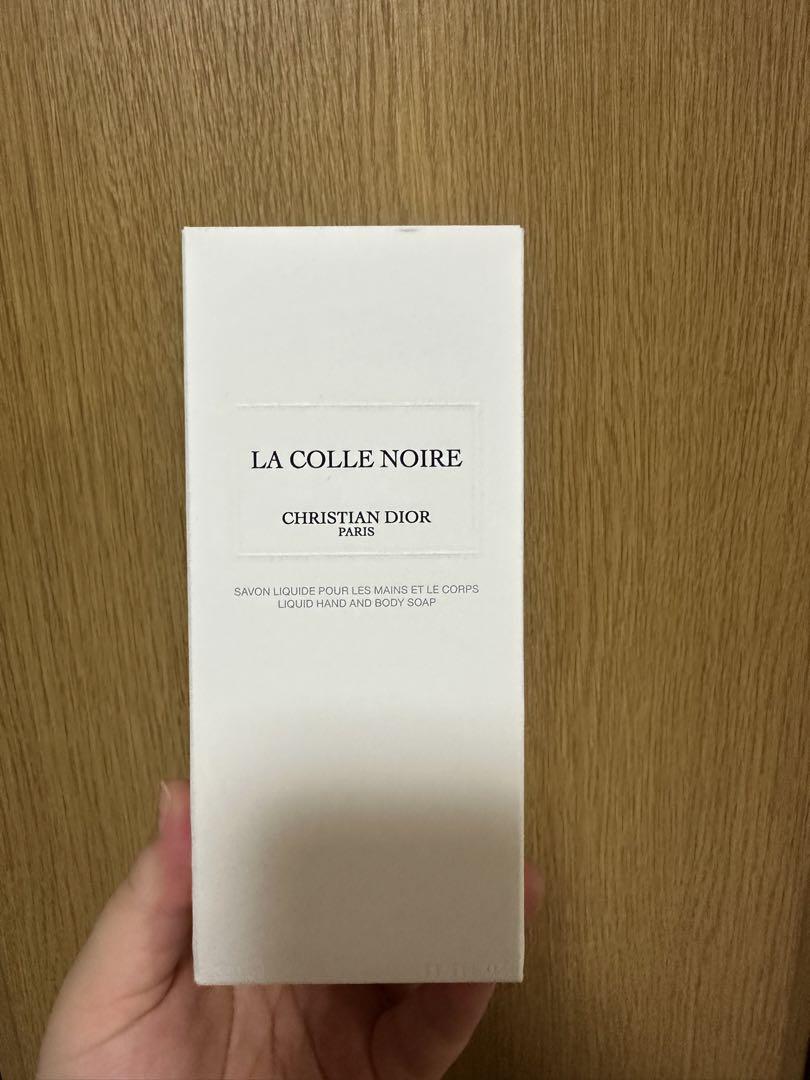 LA COLLE NOIRE
CHRISTIAN DIOR
PARIS
SAVON LIQUIDE POUR LES MAINS ET LE CORPS
LIQUID HAND AND BODY SOAP